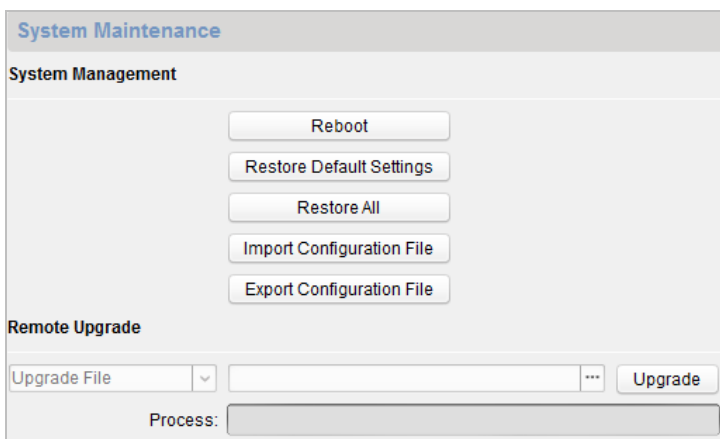 System Maintenance
System Management
Reboot
Restore Default Settings
Restore All
Import Configuration File
Export Configuration File
Remote Upgrade
Upgrade File ... Upgrade
Process: